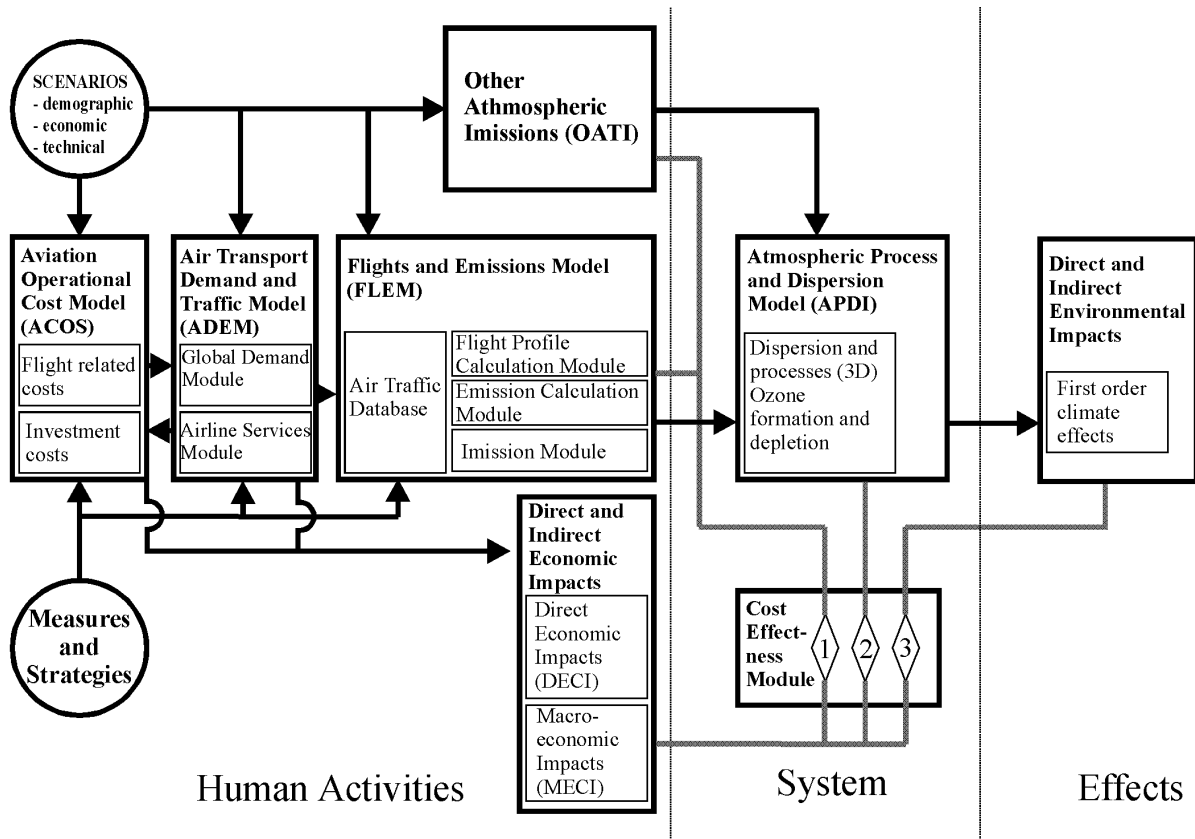 SCENARIOS
- demographic
- economic
- technical
Other
Athmospheric
Imissions (OATI)
Aviation
Operational
Cost Model
(ACOS)
Flight related
costs
Investment
costs
Air Transport
Demand and
Traffic Model
(ADEM)
Global Demand
Module
Airline Services
Module
Flights and Emissions Model
(FLEM)
Air Traffic
Database
Flight Profile
Calculation Module
Emission Calculation
Module
Imission Module
Atmospheric Process
and Dispersion
Model (APDI)
Dispersion and
processes (3D)
Ozone
formation and
depletion
Direct and
Indirect
Environmental
Impacts
First order
climate
effects
Measures
and
Strategies
Direct and
Indirect
Economic
Impacts
Direct
Economic
Impacts
(DECI)
Macro-
economic
Impacts
(MECI)
Cost
Effect-
ness
Module
1 2 3
Human Activities
System
Effects